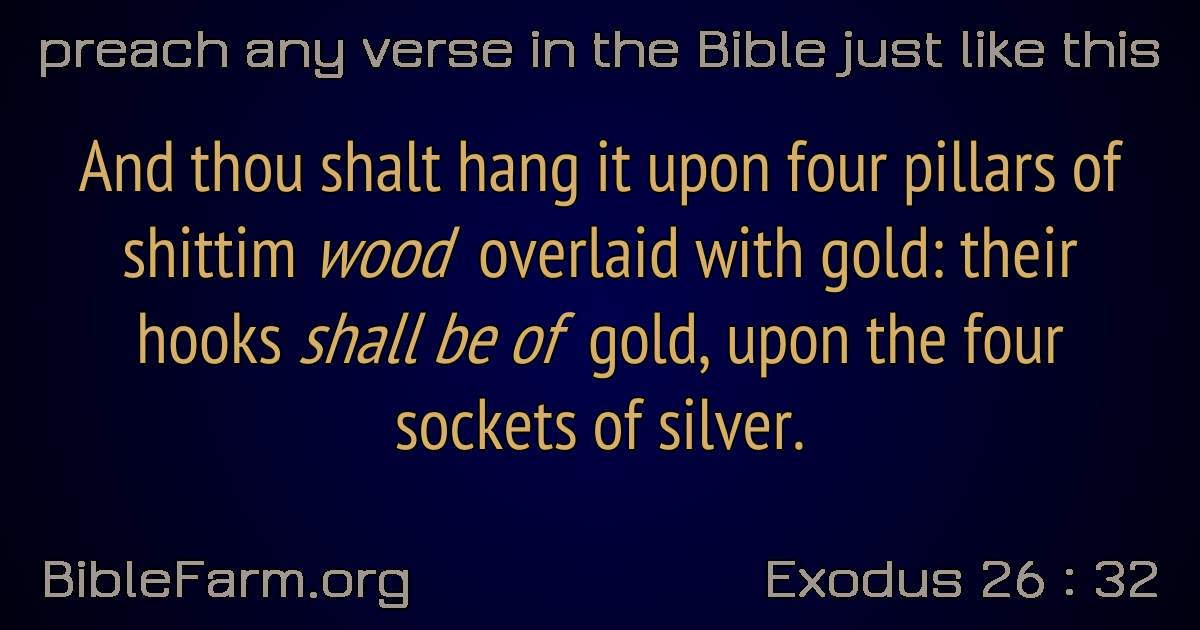 preach any verse in the Bible just like this
And thou shalt hang it upon four pillars of
shittim wood overlaid with gold: their
hooks shall be of gold, upon the four
sockets of silver.
BibleFarm.org
Exodus 26 : 32